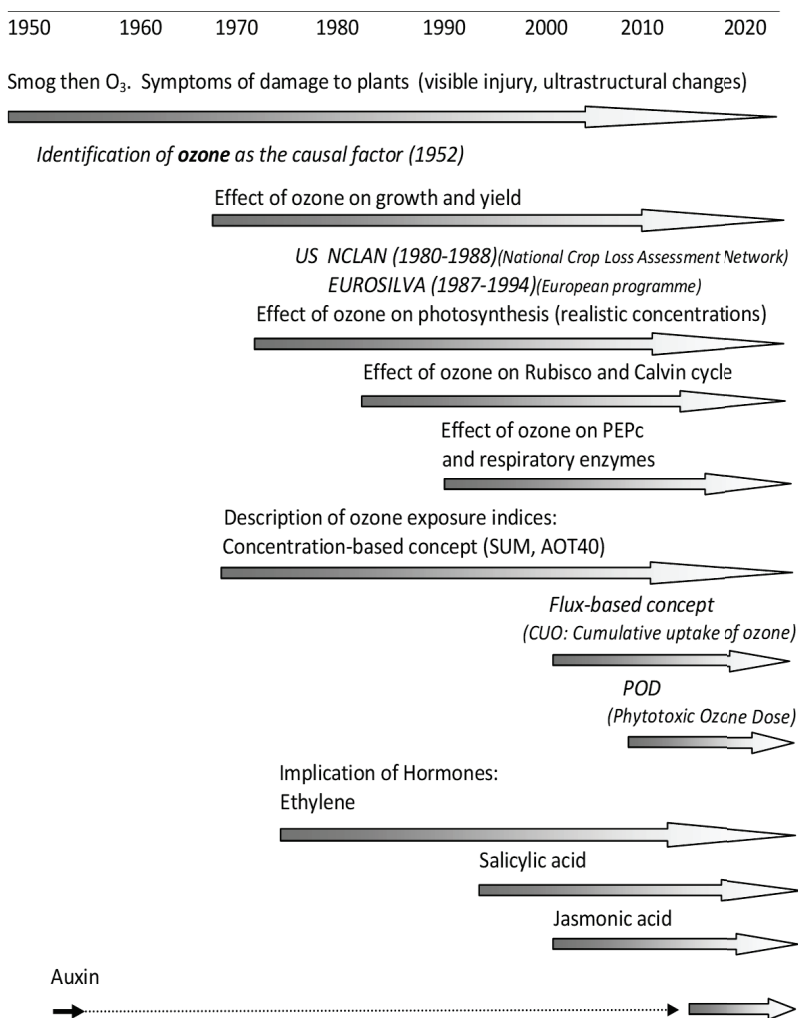 1950 1960 1970 1980 1990 2000 2010 2020
Smog then O₃. Symptoms of damage to plants (visible injury, ultrastructural changes)
Identification of ozone as the causal factor (1952)
Effect of ozone on growth and yield
US NCLAN (1980-1988)(National Crop Loss Assessment Network)
EUROSILVA (1987-1994)(European programme)
Effect of ozone on photosynthesis (realistic concentrations)
Effect of ozone on Rubisco and Calvin cycle
Effect of ozone on PEPc
and respiratory enzymes
Description of ozone exposure indices:
Concentration-based concept (SUM, AOT40)
Flux-based concept
(CUO: Cumulative uptake of ozone)
POD
(Phytotoxic Ozone Dose)
Implication of Hormones:
Ethylene
Salicylic acid
Jasmonic acid
Auxin